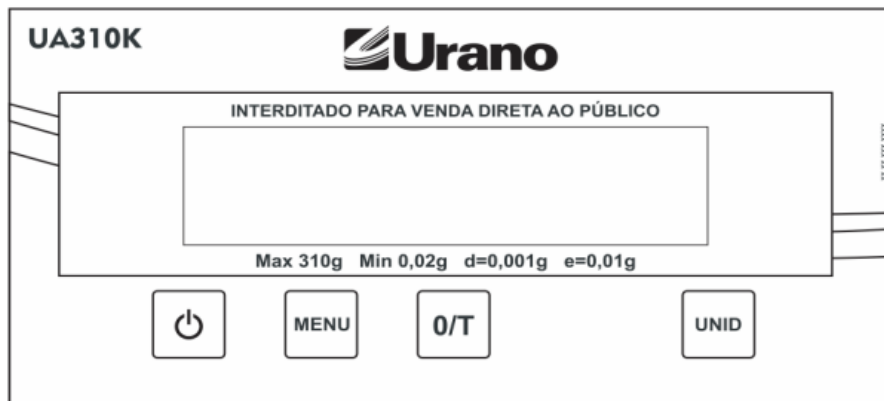 UA310K
Urano
INTERDITADO PARA VENDA DIRETA AO PÚBLICO
Max 310g Min 0,02g d=0,001g e=0,01g
MENU
0/T
UNID